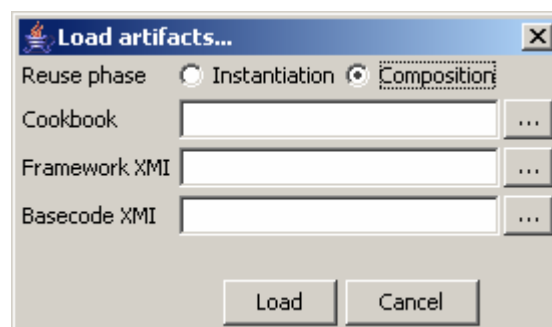 Load artifacts...
Reuse phase Instantiation Composition
Cookbook ...
Framework XMI ...
Basecode XMI ...
Load Cancel